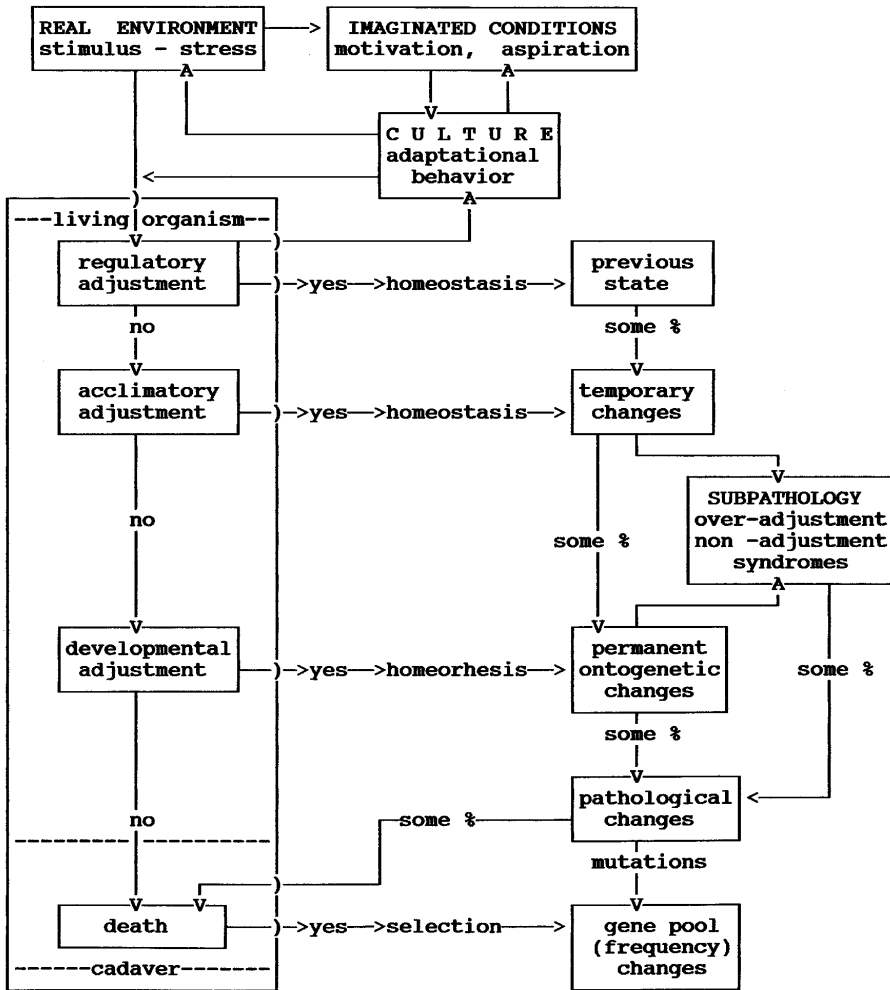 REAL ENVIRONMENT
stimulus - stress
IMAGINATED CONDITIONS
motivation, aspiration
C U L T U R E
adaptational
behavior
---living organism--
regulatory
adjustment
yes
homeostasis
previous
state
no
some %
acclimatory
adjustment
yes
homeostasis
temporary
changes
no
some %
SUBPATHOLOGY
over-adjustment
non -adjustment
syndromes
developmental
adjustment
yes
homeorhesis
permanent
ontogenetic
changes
some %
some %
no
some %
pathological
changes
mutations
death
yes
selection
gene pool
(frequency)
changes
-----cadaver-----